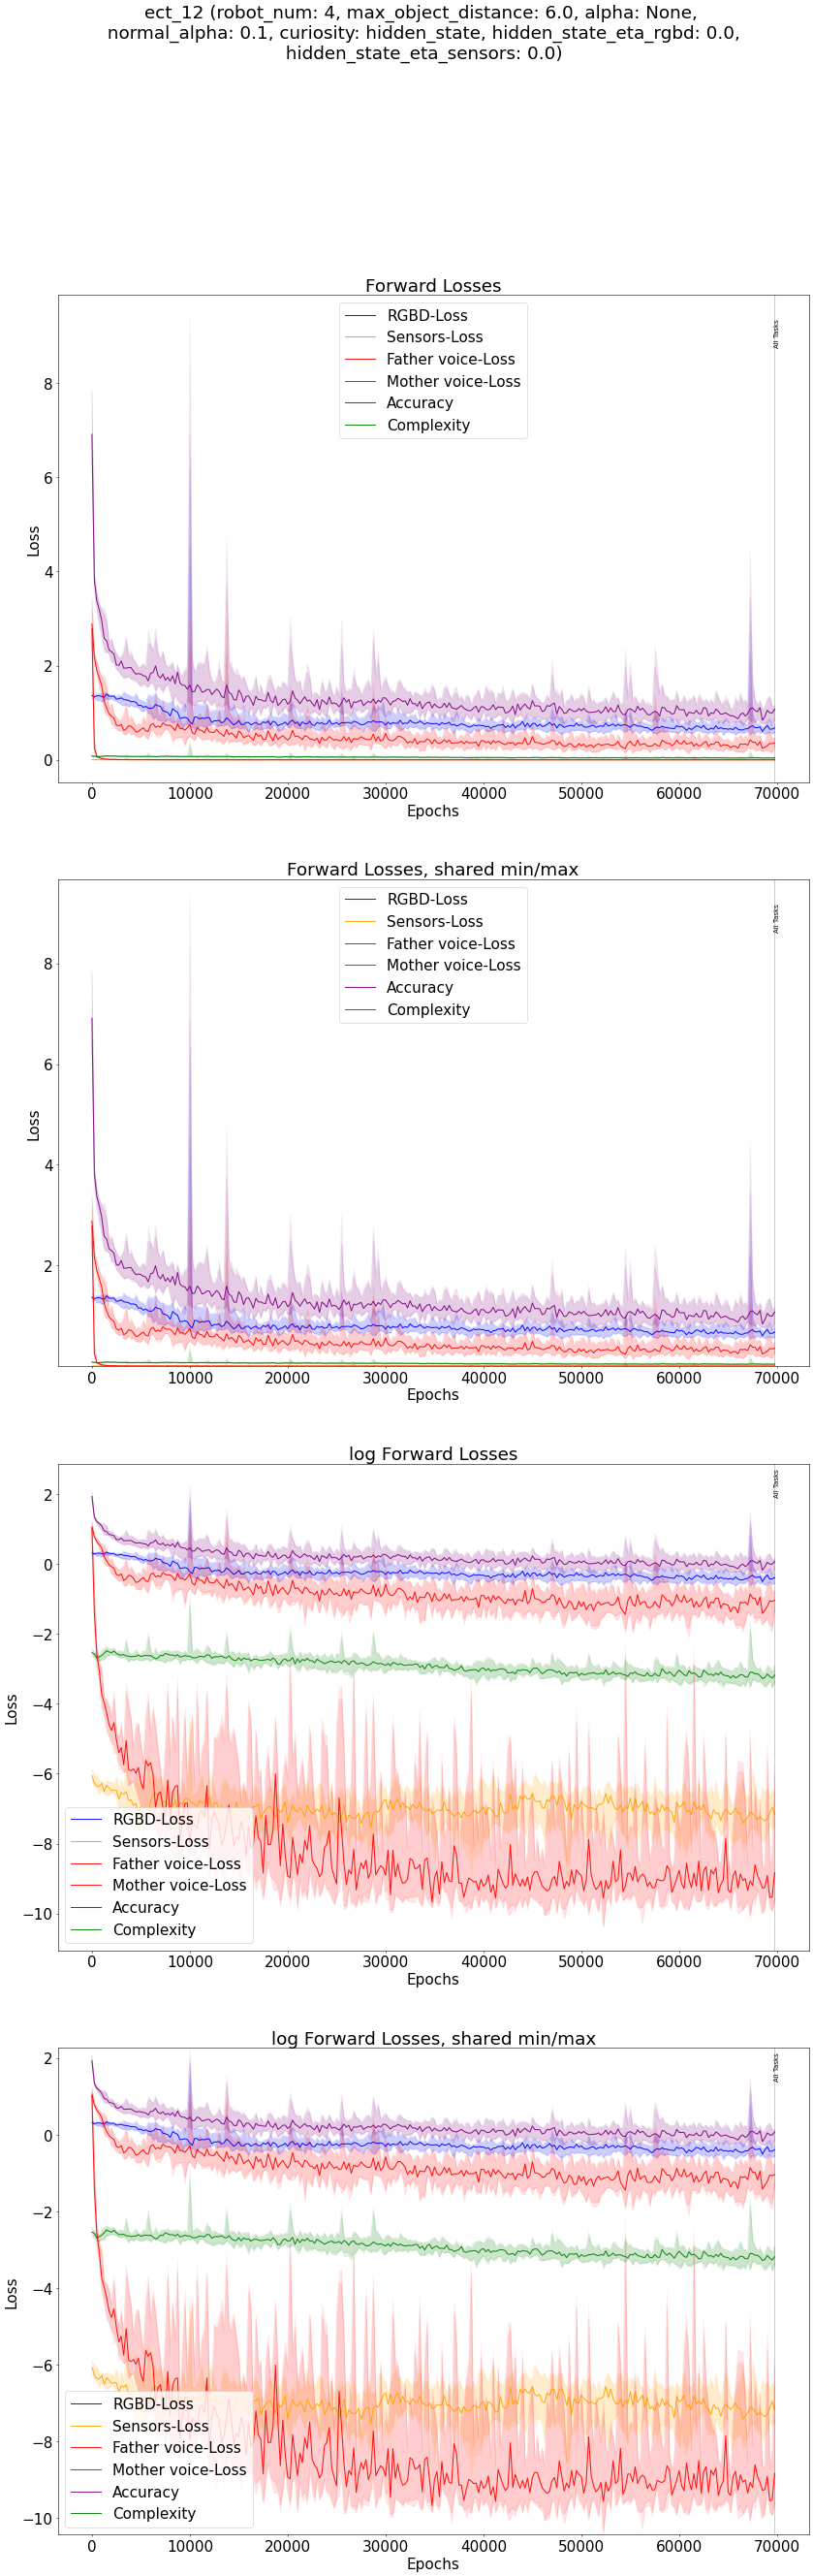 ect_12 (robot_num: 4, max_object_distance: 6.0, alpha: None,
normal_alpha: 0.1, curiosity: hidden_state, hidden_state_eta_rgbd: 0.0,
hidden_state_eta_sensors: 0.0)
Forward Losses
RGBD-Loss
Sensors-Loss
Father voice-Loss
Mother voice-Loss
Accuracy
Complexity
All Tasks
8
6
4
2
0
Loss
0 10000 20000 30000 40000 50000 60000 70000
Epochs
Forward Losses, shared min/max
RGBD-Loss
Sensors-Loss
Father voice-Loss
Mother voice-Loss
Accuracy
Complexity
All Tasks
8
6
4
2
Loss
0 10000 20000 30000 40000 50000 60000 70000
Epochs
log Forward Losses
All Tasks
2
0
−2
−4
−6
−8
−10
Loss
RGBD-Loss
Sensors-Loss
Father voice-Loss
Mother voice-Loss
Accuracy
Complexity
0 10000 20000 30000 40000 50000 60000 70000
Epochs
log Forward Losses, shared min/max
All Tasks
2
0
−2
−4
−6
−8
−10
Loss
RGBD-Loss
Sensors-Loss
Father voice-Loss
Mother voice-Loss
Accuracy
Complexity
0 10000 20000 30000 40000 50000 60000 70000
Epochs